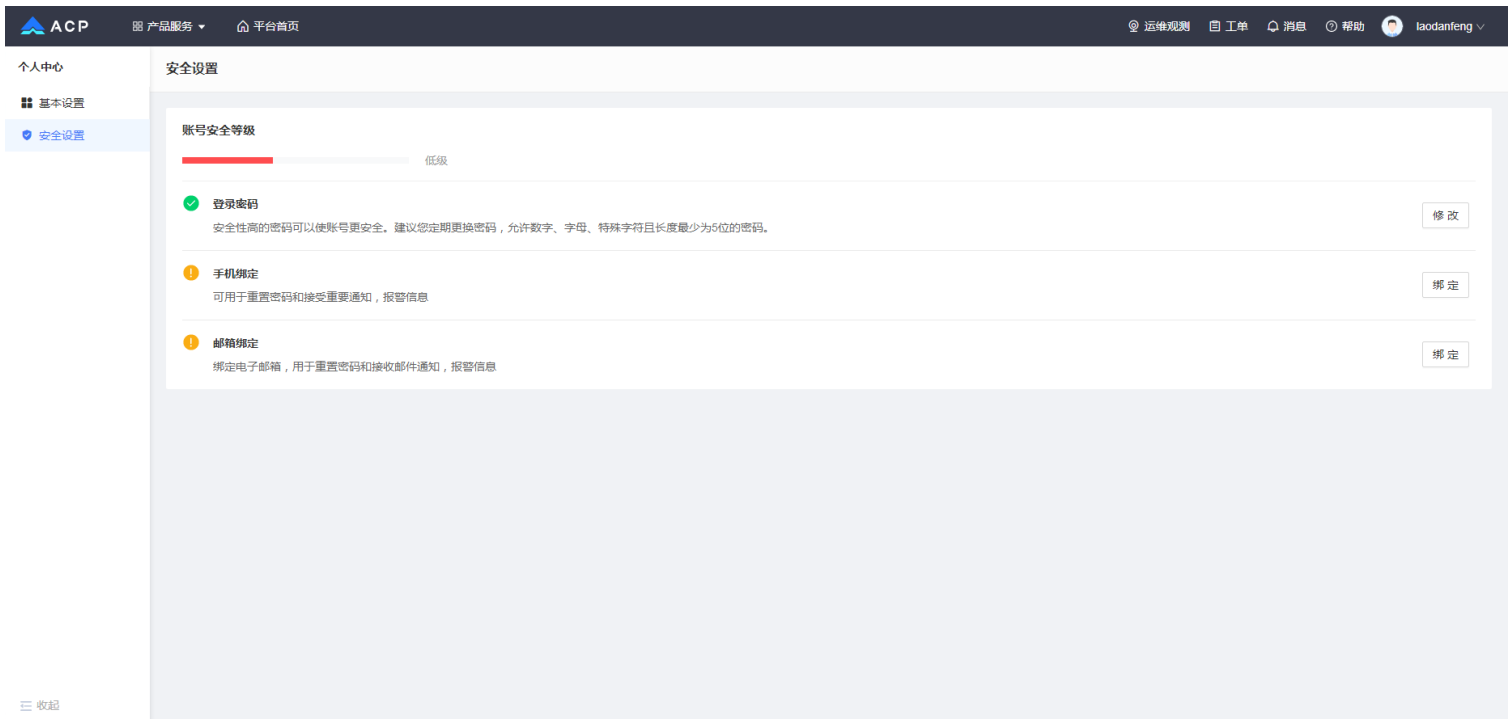 ACP 产品服务 平台首页 运维观测 工单 消息 帮助 laodanfeng
个人中心
基本设置
安全设置
安全设置
账号安全等级
低级
登录密码
安全性高的密码可以使账号更安全。建议您定期更换密码，允许数字、字母、特殊字符且长度最少为5位的密码。
修 改
手机绑定
可用于重置密码和接受重要通知，报警信息
绑 定
邮箱绑定
绑定电子邮箱，用于重置密码和接收邮件通知，报警信息
绑 定
收起